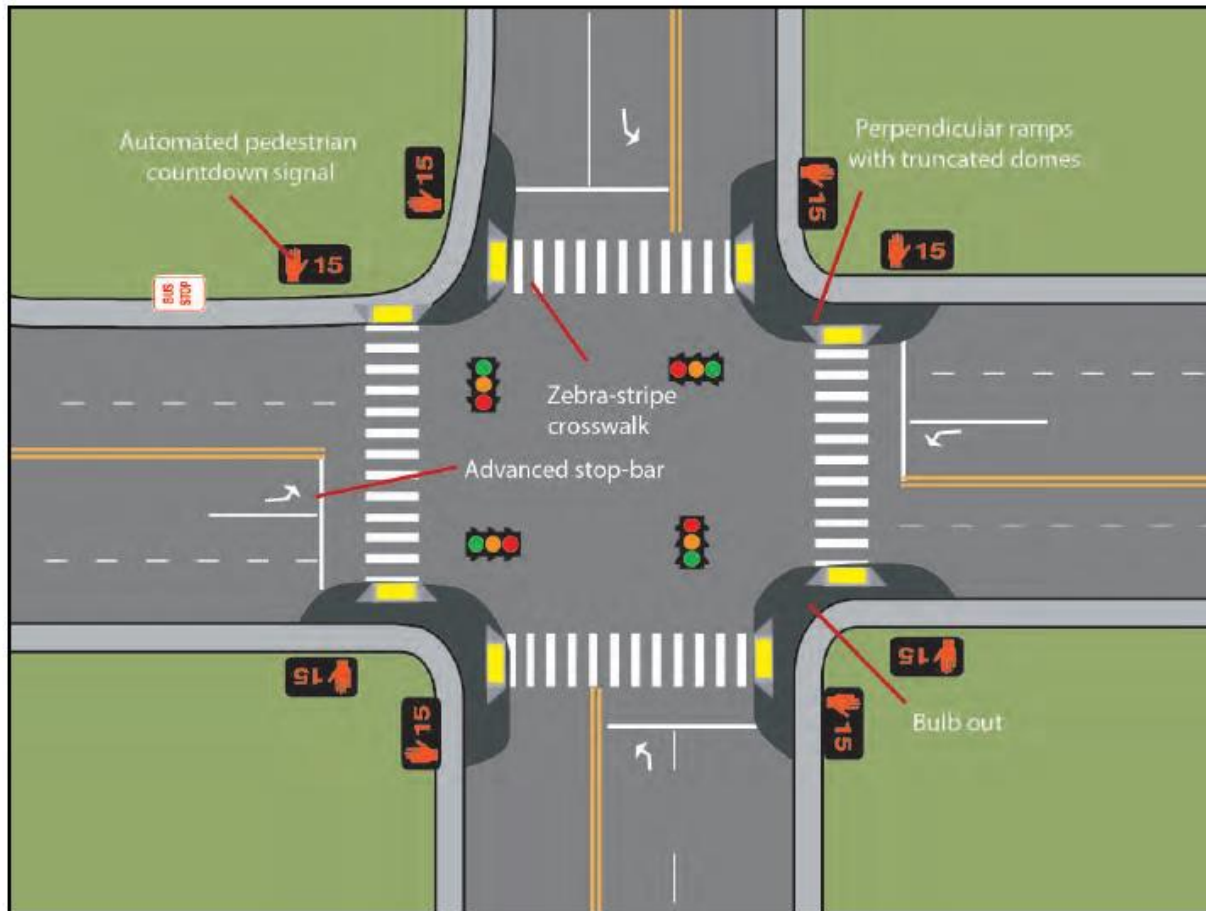 Automated pedestrian
countdown signal
15
15
BUS
STOP
Perpendicular ramps
with truncated domes
15
15
Zebra-stripe
crosswalk
Advanced stop-bar
15
15
15
15
Bulb out